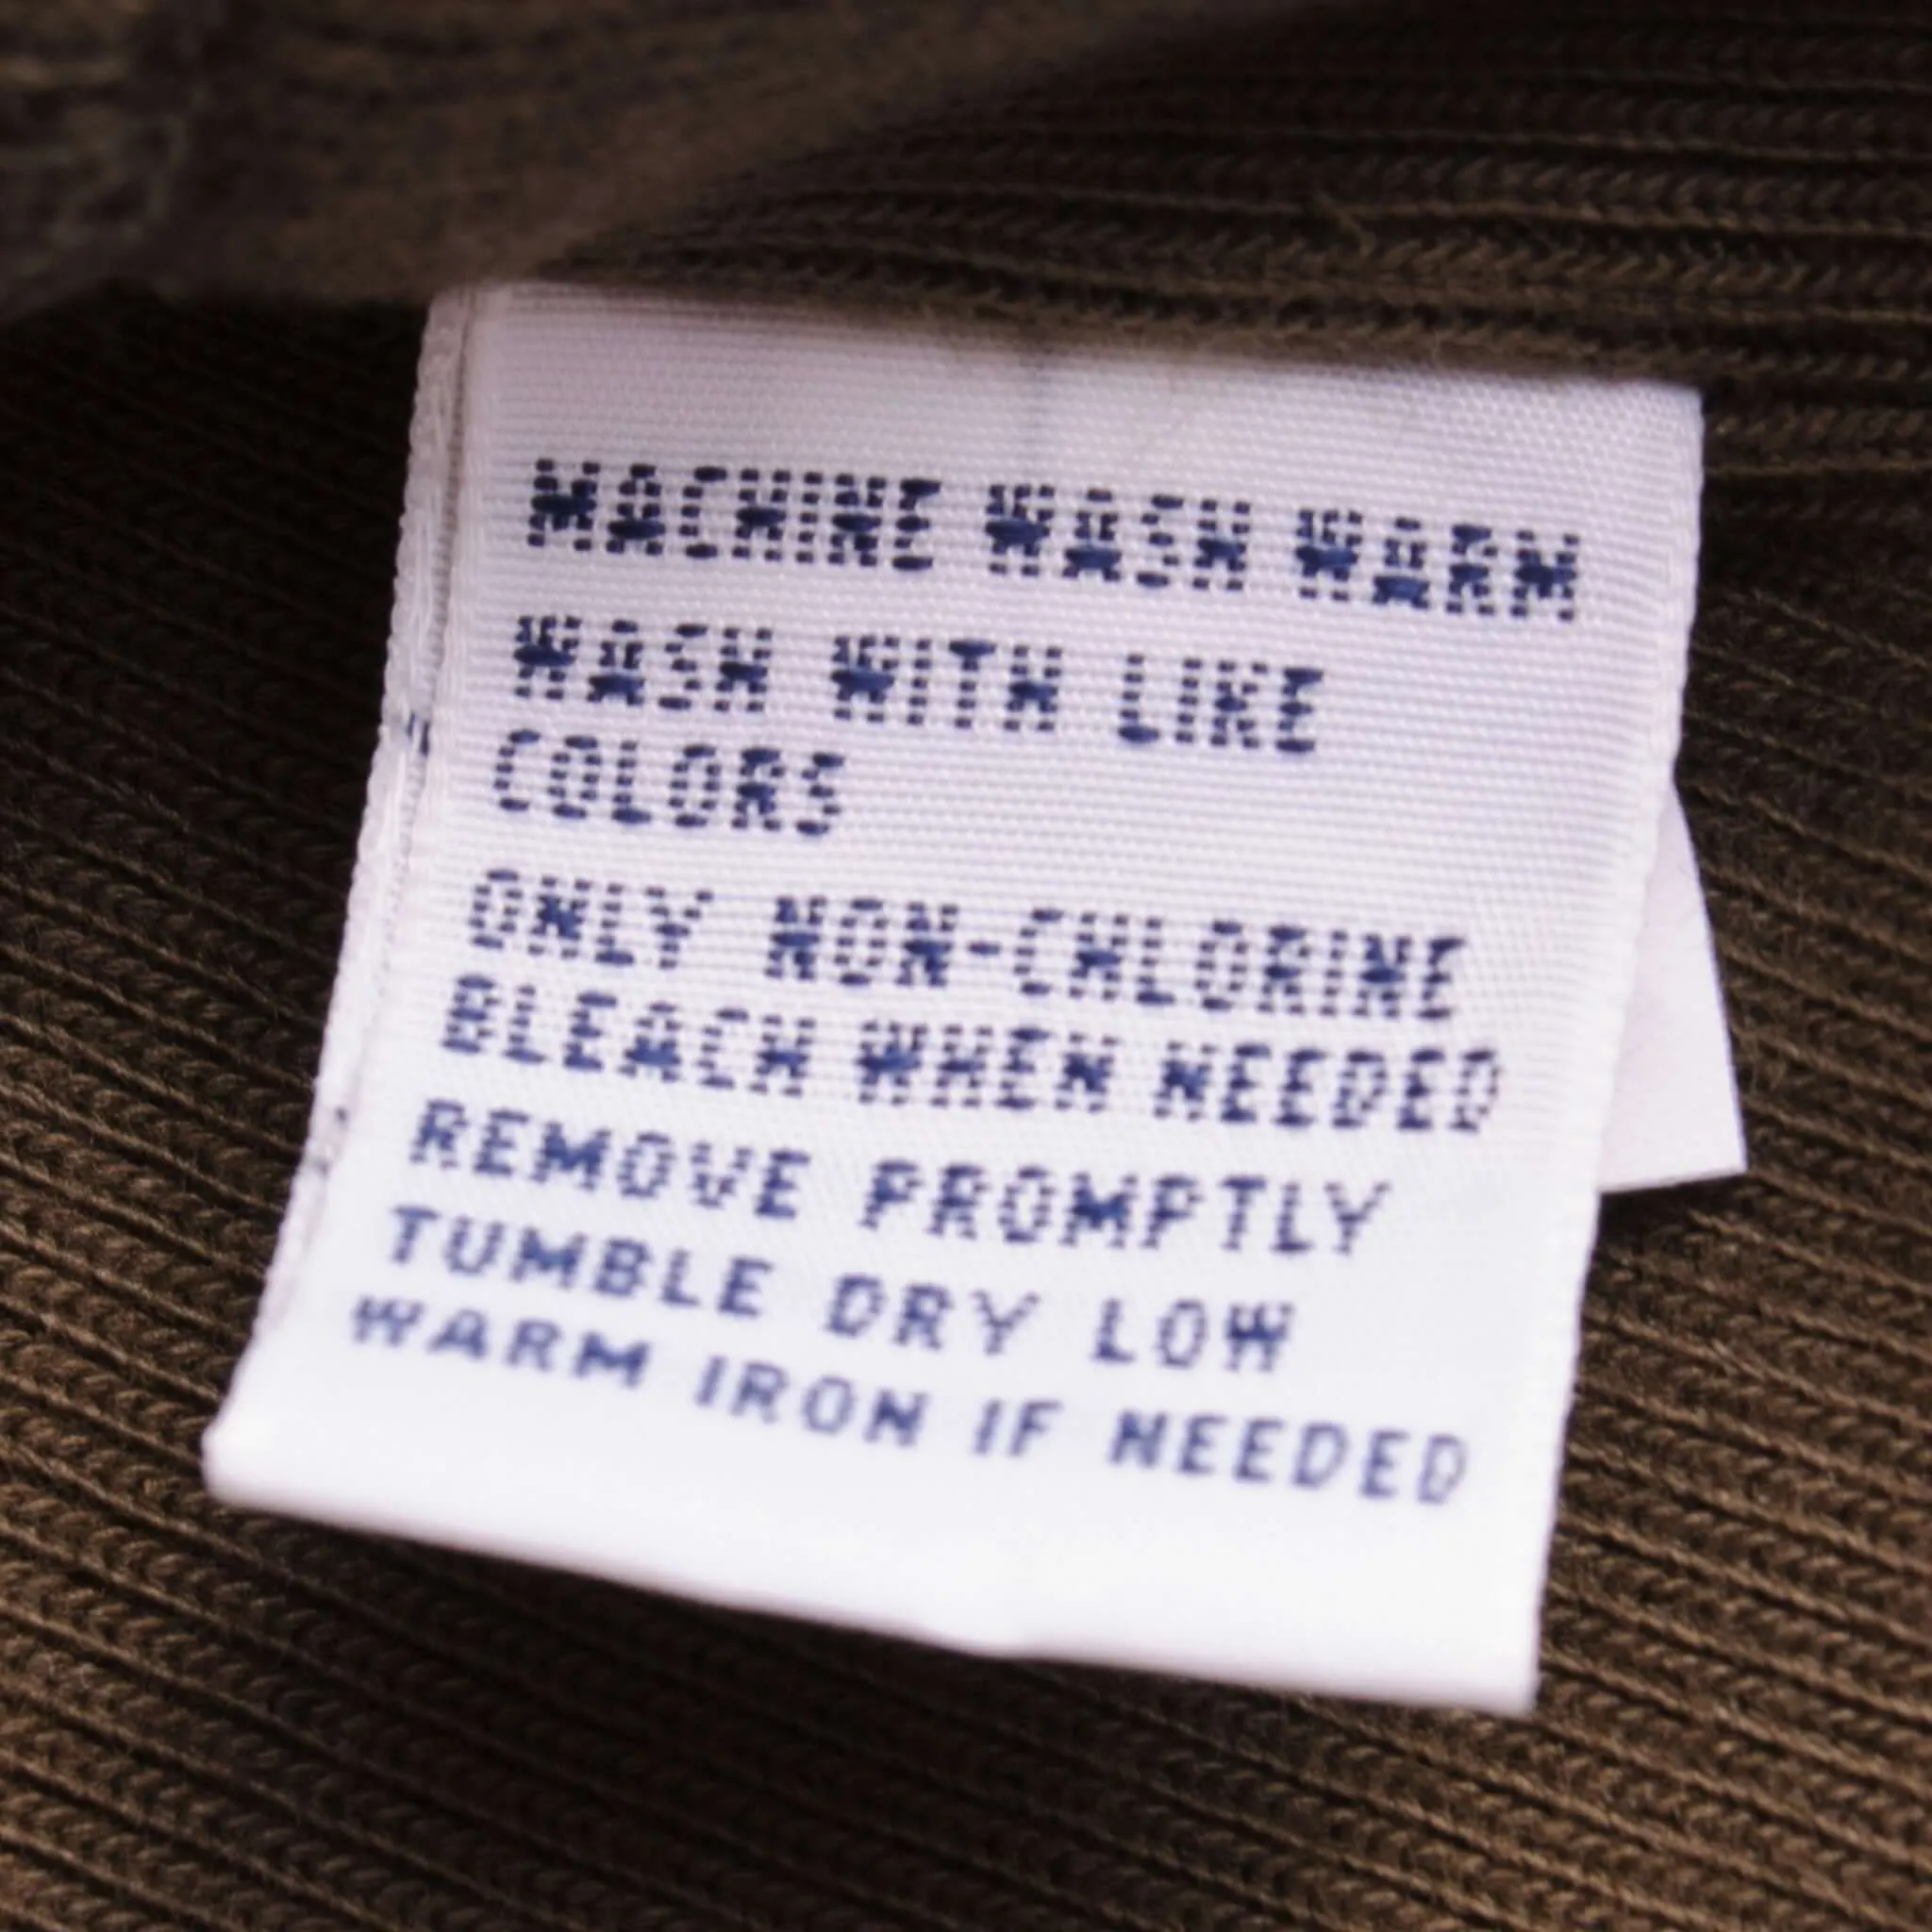 MACHINE WASH WARM
WASH WITH LIKE
COLORS
ONLY NON-CHLORINE
BLEACH WHEN NEEDED
REMOVE PROMPTLY
TUMBLE DRY LOW
WARM IRON IF NEEDED